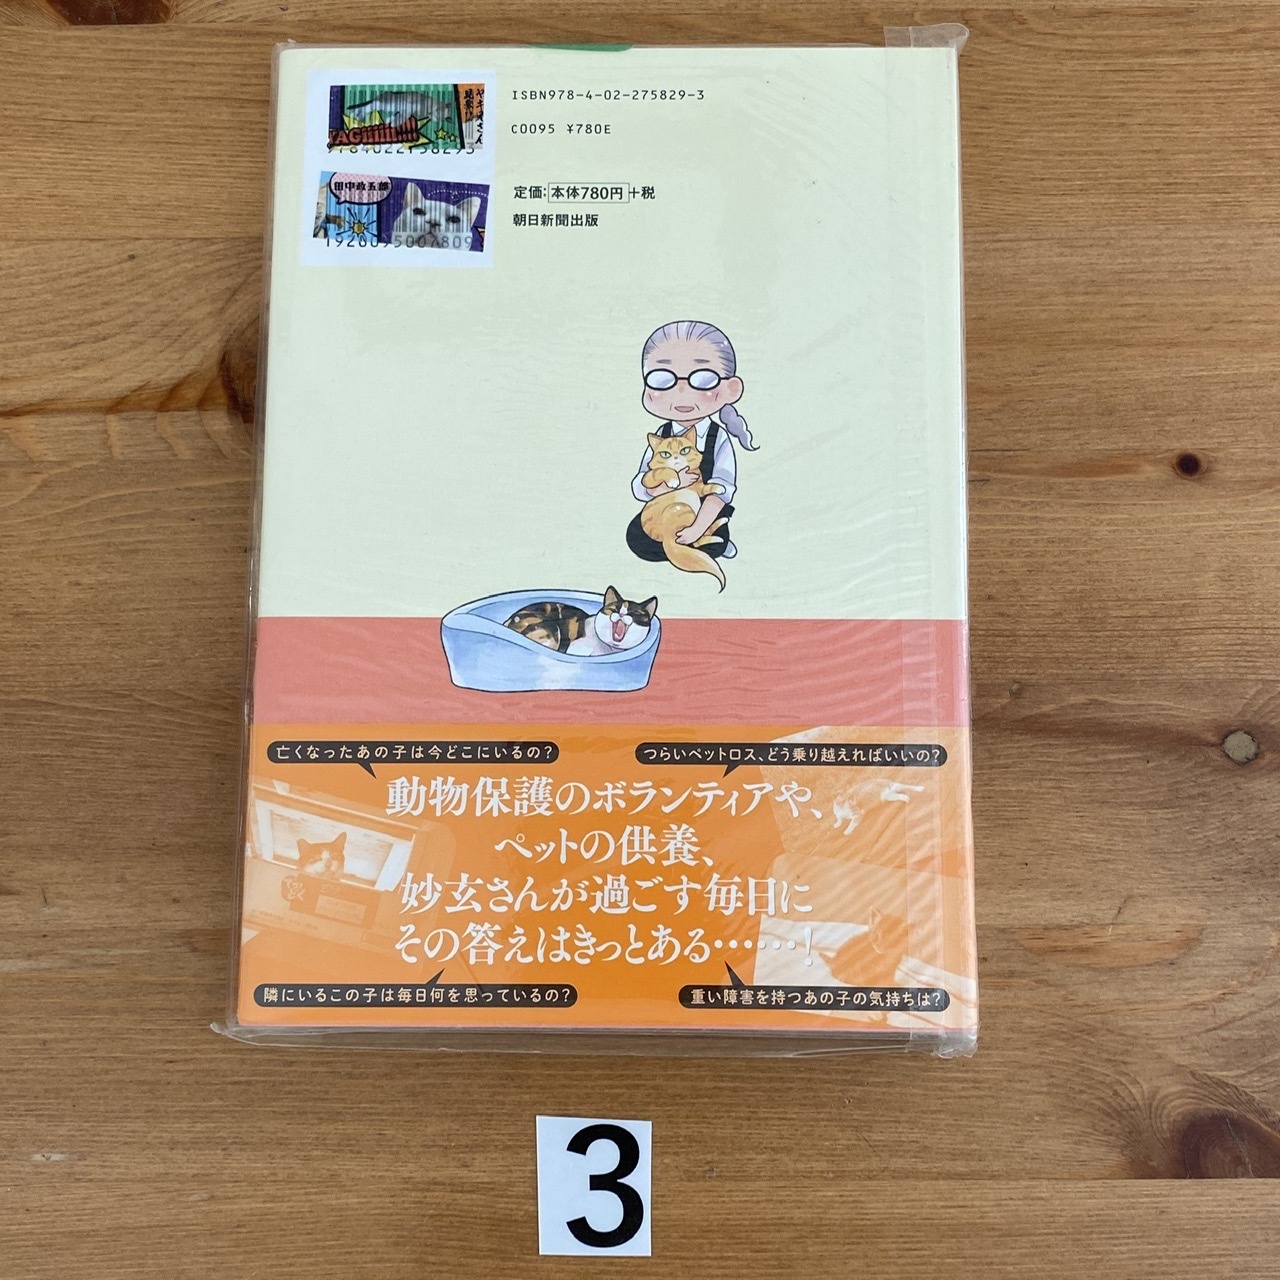 ISBN978-4-02-275829-3
C0095 ¥780E
定価:本体780円+税
朝日新聞出版
田中政五郎
亡くなったあの子は今どこにいるの?
つらいペットロス、どう乗り越えればいいの?
動物保護のボランティアや、
ペットの供養、
妙玄さんが過ごす毎日に
その答えはきっとある……!
隣にいるこの子は毎日何を思っているの?
重い障害を持つあの子の気持ちは?
3